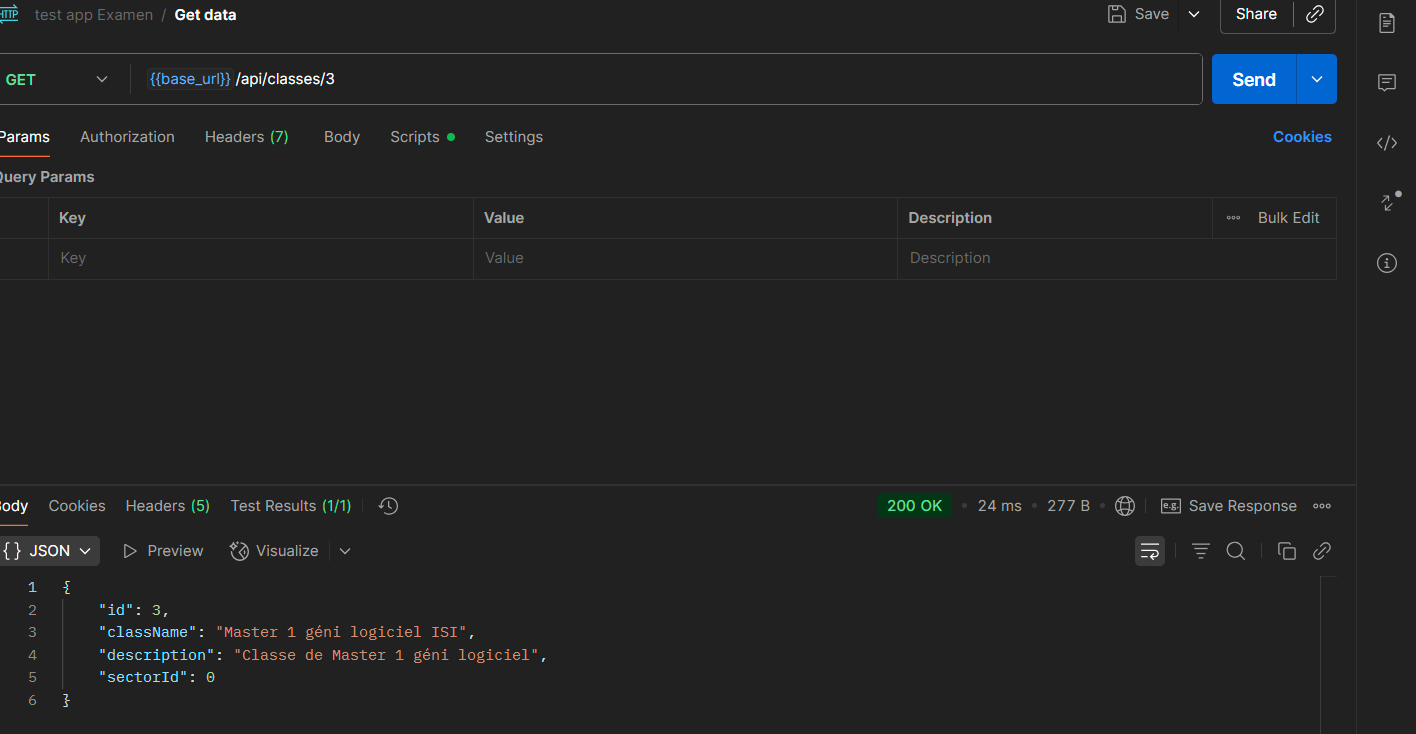 HTTP test app Examen / Get data Save Share
GET {{base_url}} /api/classes/3 Send
Params Authorization Headers (7) Body Scripts Settings Cookies
Query Params
Key Value Description Bulk Edit
Key Value Description
Body Cookies Headers (5) Test Results (1/1) 200 OK 24 ms 277 B e.g. Save Response
{} JSON Preview Visualize
1 {
2 "id": 3,
3 "className": "Master 1 géni logiciel ISI",
4 "description": "Classe de Master 1 géni logiciel",
5 "sectorId": 0
6 }